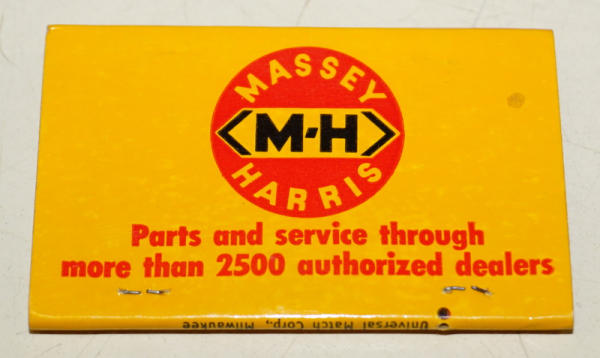 MASSEY
M-H
HARRIS
Parts and service through
more than 2500 authorized dealers
Universal Match Corp., Milwaukee